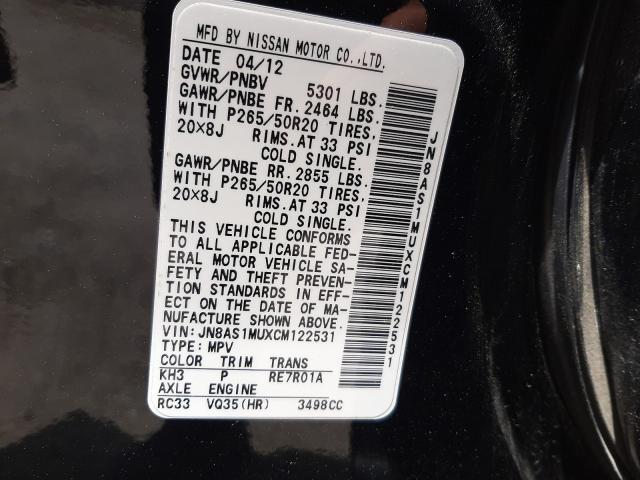 MFD BY NISSAN MOTOR CO.,LTD.
DATE 04/12
GVWR/PNBV 5301 LBS.
GAWR/PNBE FR. 2464 LBS.
WITH P265/50R20 TIRES,
20X8J RIMS.AT 33 PSI
COLD SINGLE.
GAWR/PNBE RR. 2855 LBS.
WITH P265/50R20 TIRES,
20X8J RIMS.AT 33 PSI
COLD SINGLE.
THIS VEHICLE CONFORMS
TO ALL APPLICABLE FED-
ERAL MOTOR VEHICLE SA-
FETY AND THEFT PREVEN-
TION STANDARDS IN EFF-
ECT ON THE DATE OF MA-
NUFACTURE SHOWN ABOVE.
VIN: JN8AS1MUXCM122531
TYPE: MPV
COLOR TRIM TRANS
KH3 P RE7R01A
AXLE ENGINE
RC33 VQ35(HR) 3498CC
JN8AS1MUXCM122531